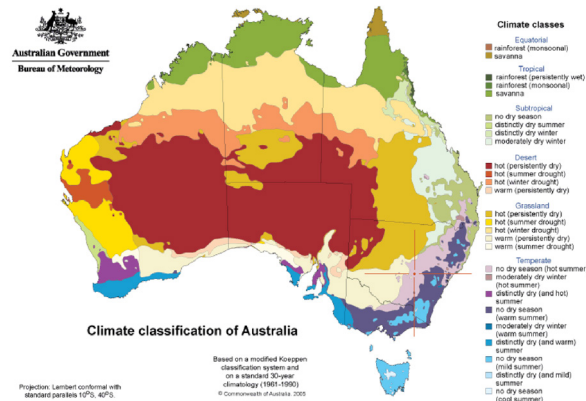 Australian Government
Bureau of Meteorology
Climate classes
Equatorial
rainforest (monsoonal)
savanna
Tropical
rainforest (persistently wet)
rainforest (monsoonal)
savanna
Subtropical
no dry season
distinctly dry summer
distinctly dry winter
moderately dry winter
Desert
hot (persistently dry)
hot (summer drought)
hot (winter drought)
warm (persistently dry)
Grassland
hot (persistently dry)
hot (summer drought)
hot (winter drought)
warm (persistently dry)
warm (summer drought)
Temperate
no dry season (hot summer)
moderately dry winter
(hot summer)
distinctly dry (and hot)
summer
no dry season
(warm summer)
moderately dry winter
(warm summer)
distinctly dry (and warm)
summer
no dry season
(mild summer)
distinctly dry (and mild)
summer
no dry season
(cool summer)
Climate classification of Australia
Based on a modified Koeppen
classification system and
on a standard 30-year
climatology (1961-1990)
© Commonwealth of Australia, 2005
Projection: Lambert conformal with
standard parallels 10°S, 40°S.